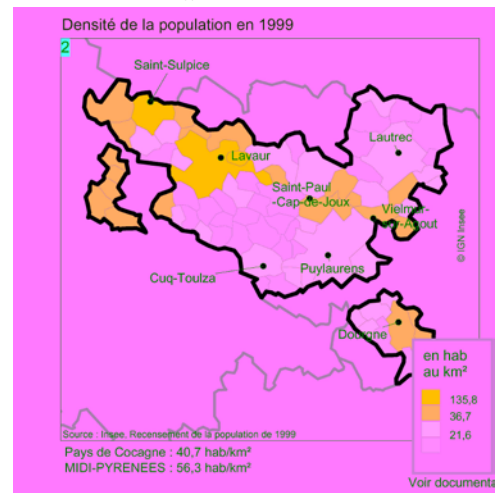 Densité de la population en 1999
2
Saint-Sulpice
Lautrec
Lavaur
Saint-Paul
-Cap-de-Joux
Vielmur-
sur-Agout
© IGN Insee
Cuq-Toulza
Puylaurens
Dourgne
en hab
au km²
135,8
36,7
21,6
Source : Insee, Recensement de la population de 1999
Pays de Cocagne : 40,7 hab/km²
MIDI-PYRENEES : 56,3 hab/km²
Voir documenta